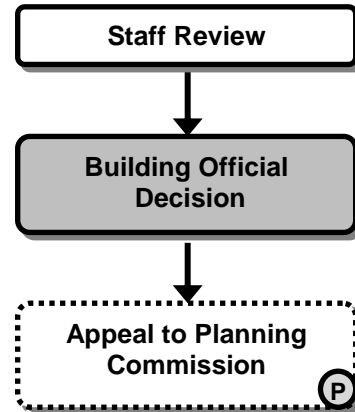 Staff Review
Building Official
Decision
Appeal to Planning
Commission
P